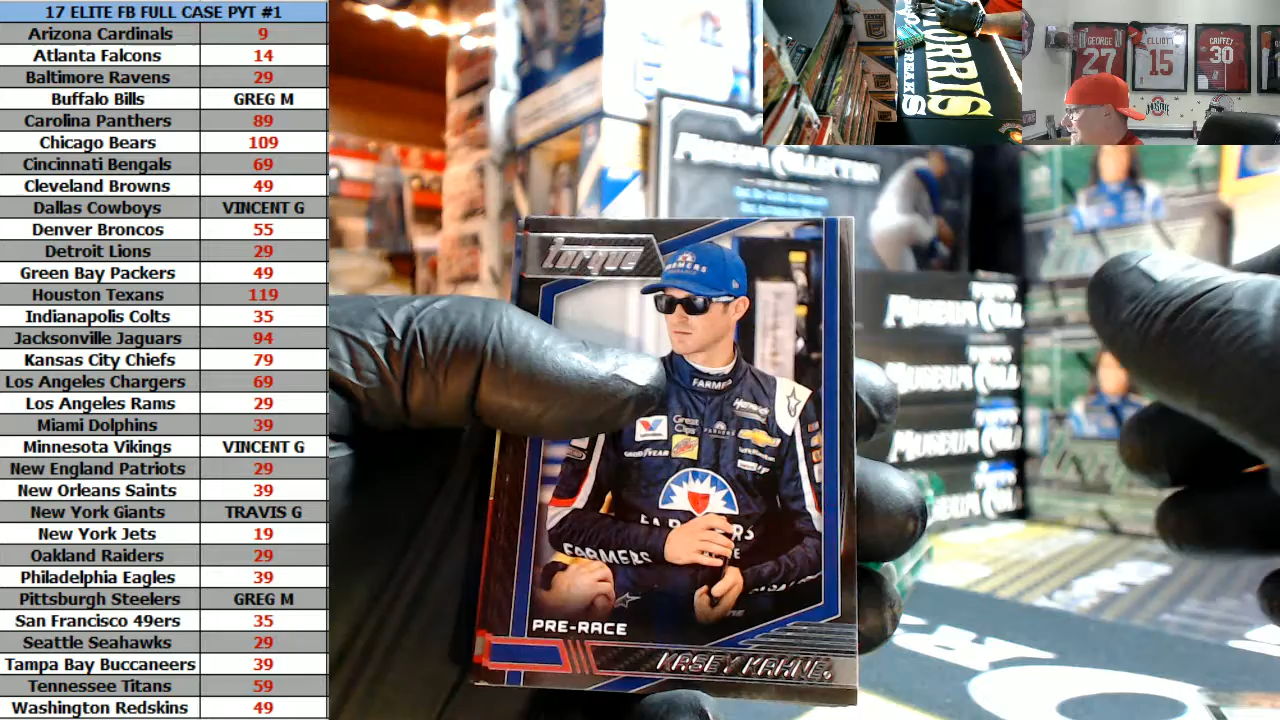 17 ELITE FB FULL CASE PYT #1
Arizona Cardinals 9
Atlanta Falcons 14
Baltimore Ravens 29
Buffalo Bills GREG M
Carolina Panthers 89
Chicago Bears 109
Cincinnati Bengals 69
Cleveland Browns 49
Dallas Cowboys VINCENT G
Denver Broncos 55
Detroit Lions 29
Green Bay Packers 49
Houston Texans 119
Indianapolis Colts 35
Jacksonville Jaguars 94
Kansas City Chiefs 79
Los Angeles Chargers 69
Los Angeles Rams 29
Miami Dolphins 39
Minnesota Vikings VINCENT G
New England Patriots 29
New Orleans Saints 39
New York Giants TRAVIS G
New York Jets 19
Oakland Raiders 29
Philadelphia Eagles 39
Pittsburgh Steelers GREG M
San Francisco 49ers 35
Seattle Seahawks 29
Tampa Bay Buccaneers 39
Tennessee Titans 59
Washington Redskins 49
torque
FARMERS
FARMERS
FARMERS
PRE-RACE
KASEY KAHNE
MUSEUM COLLECTION
GEORGE
27
ELLIOTT
15
GRIFFEY
30